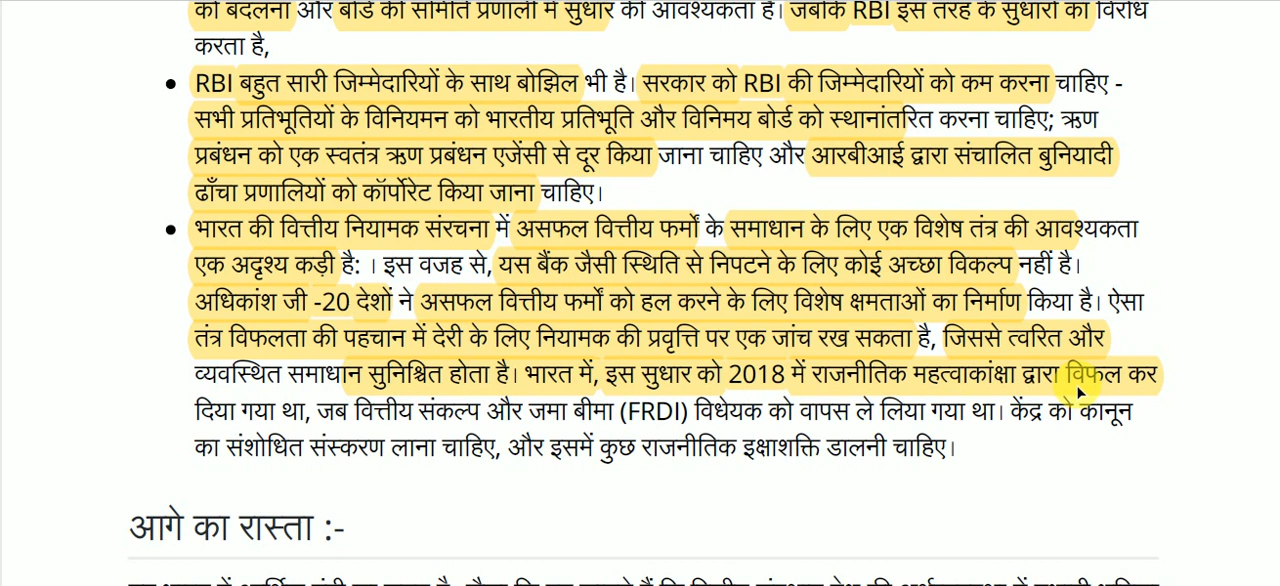 को बदलना और बोर्ड की समिति प्रणाली में सुधार की आवश्यकता है। जबकि RBI इस तरह के सुधारों का विरोध
करता है,
• RBI बहुत सारी जिम्मेदारियों के साथ बोझिल भी है। सरकार को RBI की जिम्मेदारियों को कम करना चाहिए -
सभी प्रतिभूतियों के विनियमन को भारतीय प्रतिभूति और विनिमय बोर्ड को स्थानांतरित करना चाहिए; ऋण
प्रबंधन को एक स्वतंत्र ऋण प्रबंधन एजेंसी से दूर किया जाना चाहिए और आरबीआई द्वारा संचालित बुनियादी
ढाँचा प्रणालियों को कॉर्पोरेट किया जाना चाहिए।
• भारत की वित्तीय नियामक संरचना में असफल वित्तीय फर्मों के समाधान के लिए एक विशेष तंत्र की आवश्यकता
एक अदृश्य कड़ी है: । इस वजह से, यस बैंक जैसी स्थिति से निपटने के लिए कोई अच्छा विकल्प नहीं है।
अधिकांश जी -20 देशों ने असफल वित्तीय फर्मों को हल करने के लिए विशेष क्षमताओं का निर्माण किया है। ऐसा
तंत्र विफलता की पहचान में देरी के लिए नियामक की प्रवृत्ति पर एक जांच रख सकता है, जिससे त्वरित और
व्यवस्थित समाधान सुनिश्चित होता है। भारत में, इस सुधार को 2018 में राजनीतिक महत्वाकांक्षा द्वारा विफल कर
दिया गया था, जब वित्तीय संकल्प और जमा बीमा (FRDI) विधेयक को वापस ले लिया गया था। केंद्र को कानून
का संशोधित संस्करण लाना चाहिए, और इसमें कुछ राजनीतिक इक्षाशक्ति डालनी चाहिए।
आगे का रास्ता :-